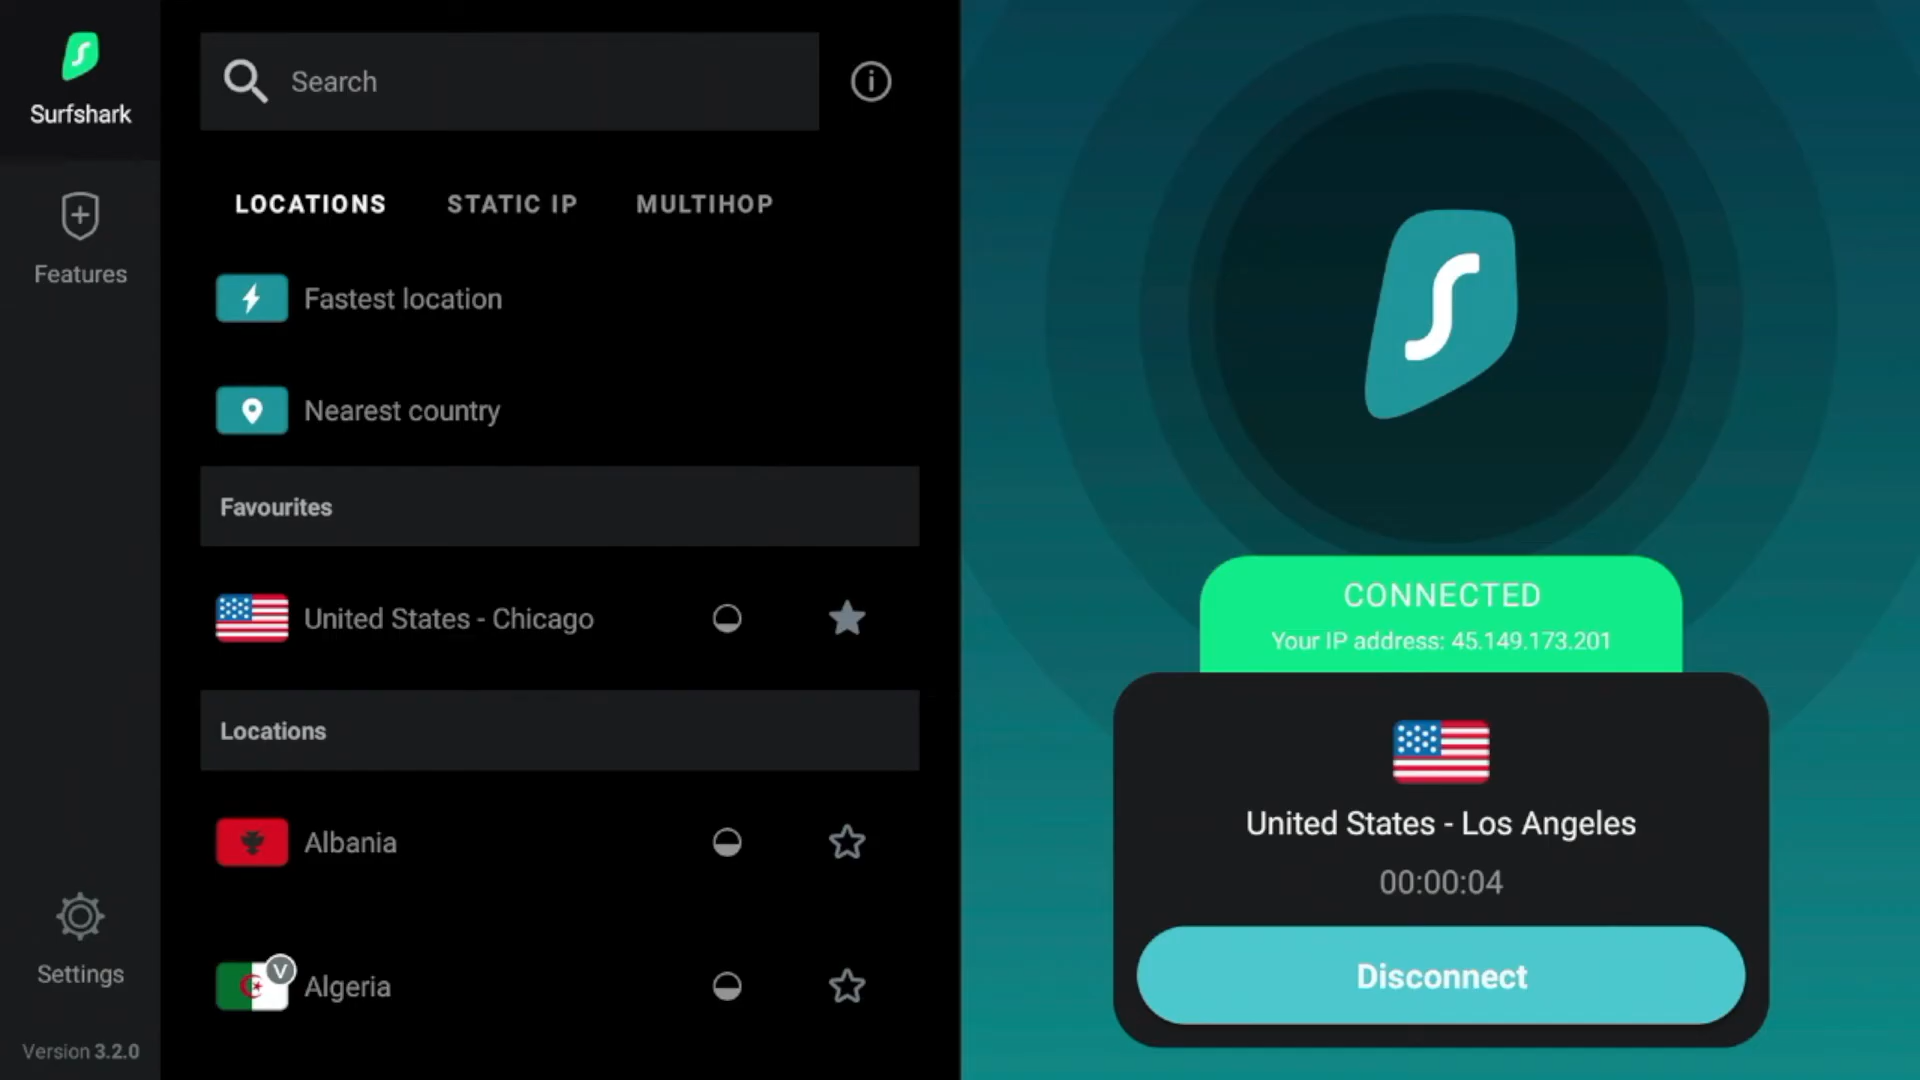 Surfshark
Features
Settings
Version 3.2.0
Search
LOCATIONS STATIC IP MULTIHOP
Fastest location
Nearest country
Favourites
United States - Chicago
Locations
Albania
V
Algeria
CONNECTED
Your IP address: 45.149.173.201
United States - Los Angeles
00:00:04
Disconnect